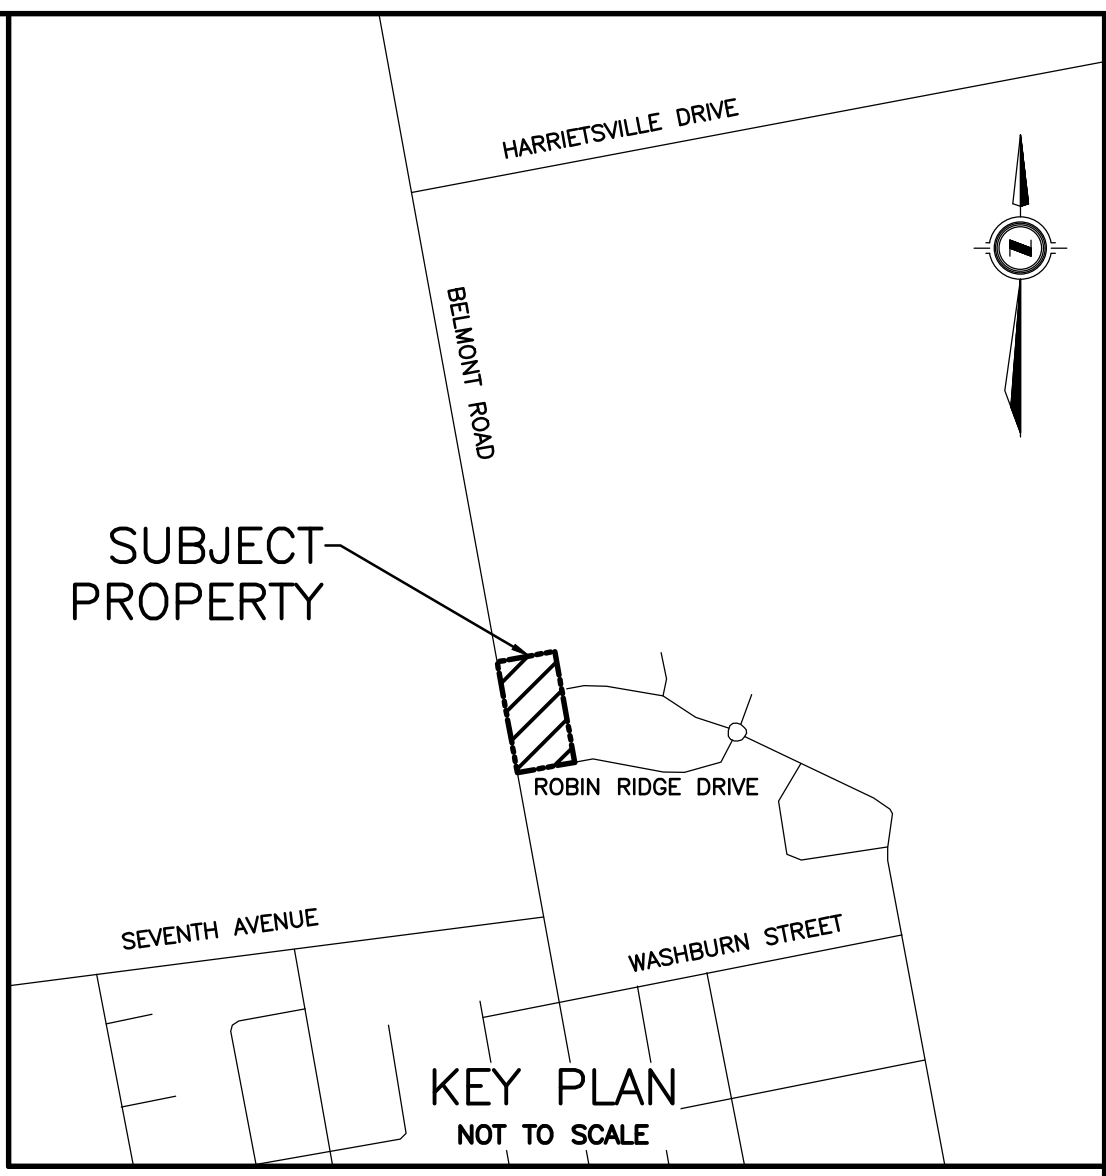 HARRIETSVILLE DRIVE
N
BELMONT ROAD
SUBJECT
PROPERTY
ROBIN RIDGE DRIVE
SEVENTH AVENUE
WASHBURN STREET
KEY PLAN
NOT TO SCALE